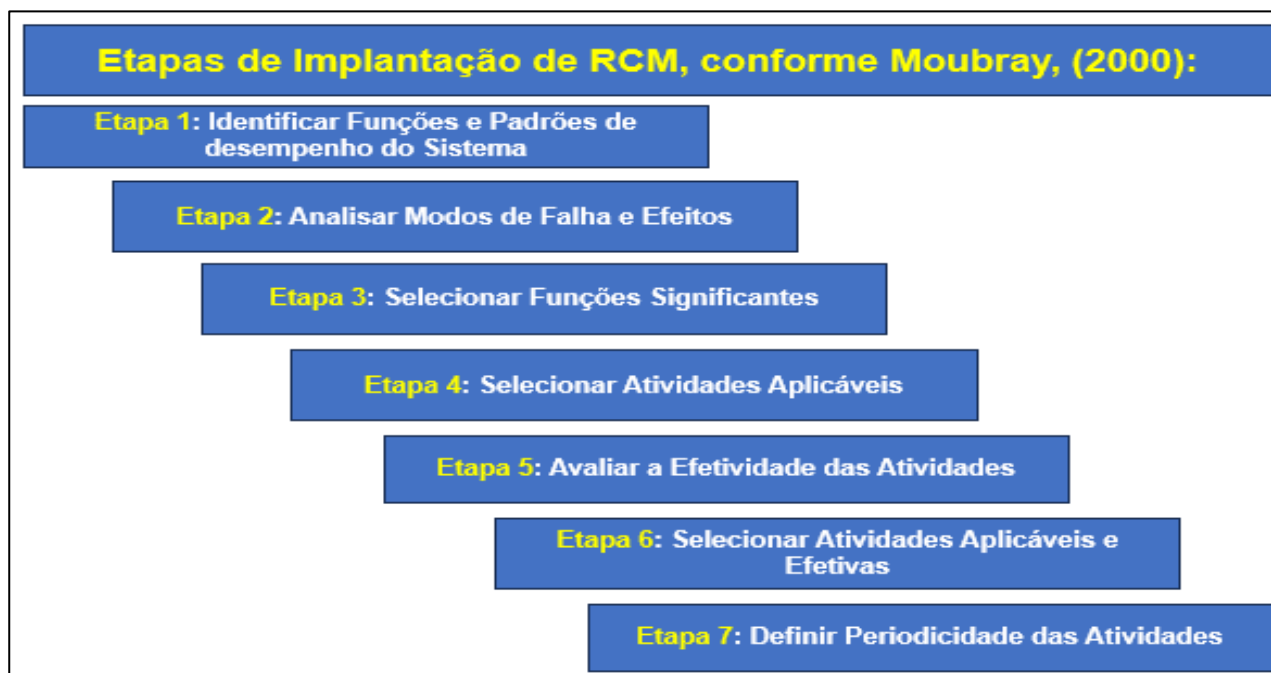 Etapas de Implantação de RCM, conforme Moubray, (2000):
Etapa 1: Identificar Funções e Padrões de
desempenho do Sistema
Etapa 2: Analisar Modos de Falha e Efeitos
Etapa 3: Selecionar Funções Significantes
Etapa 4: Selecionar Atividades Aplicáveis
Etapa 5: Avaliar a Efetividade das Atividades
Etapa 6: Selecionar Atividades Aplicáveis e
Efetivas
Etapa 7: Definir Periodicidade das Atividades